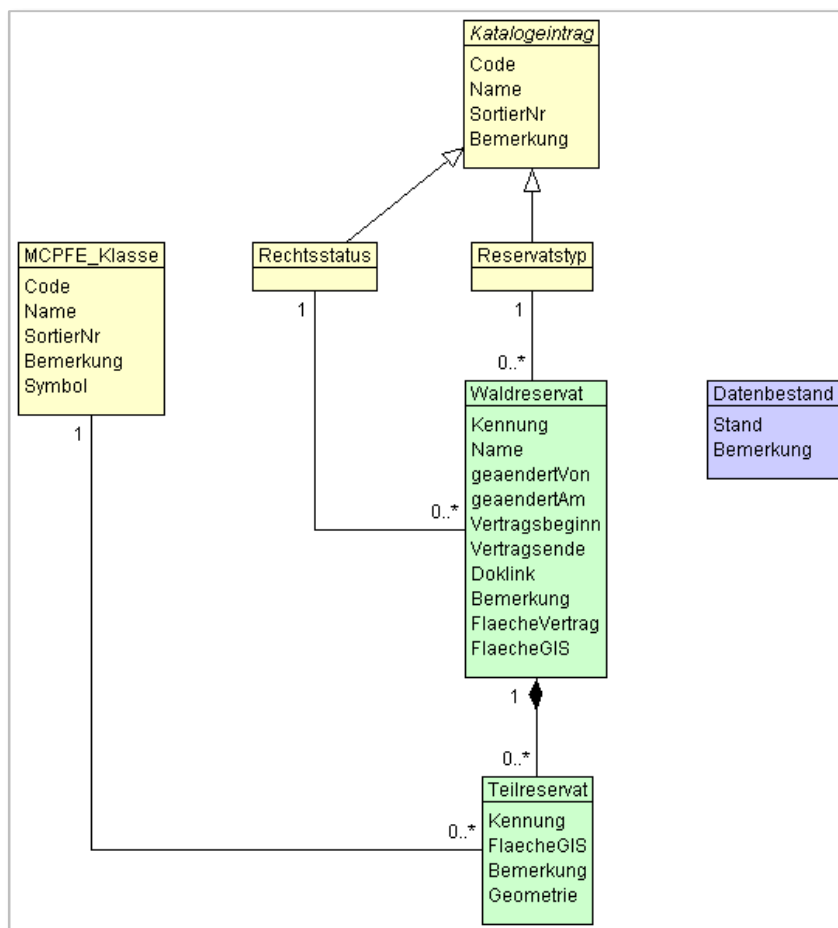 Katalogeintrag
Code
Name
SortierNr
Bemerkung
MCPFE_Klasse
Code
Name
SortierNr
Bemerkung
Symbol
1
Rechtsstatus
1
Reservatstyp
1
0..*
Waldreservat
Kennung
Name
geaendertVon
geaendertAm
Vertragsbeginn
Vertragsende
Doklink
Bemerkung
FlaecheVertrag
FlaecheGIS
0..*
1
Datenbestand
Stand
Bemerkung
0..*
Teilreservat
Kennung
FlaecheGIS
Bemerkung
Geometrie
0..*